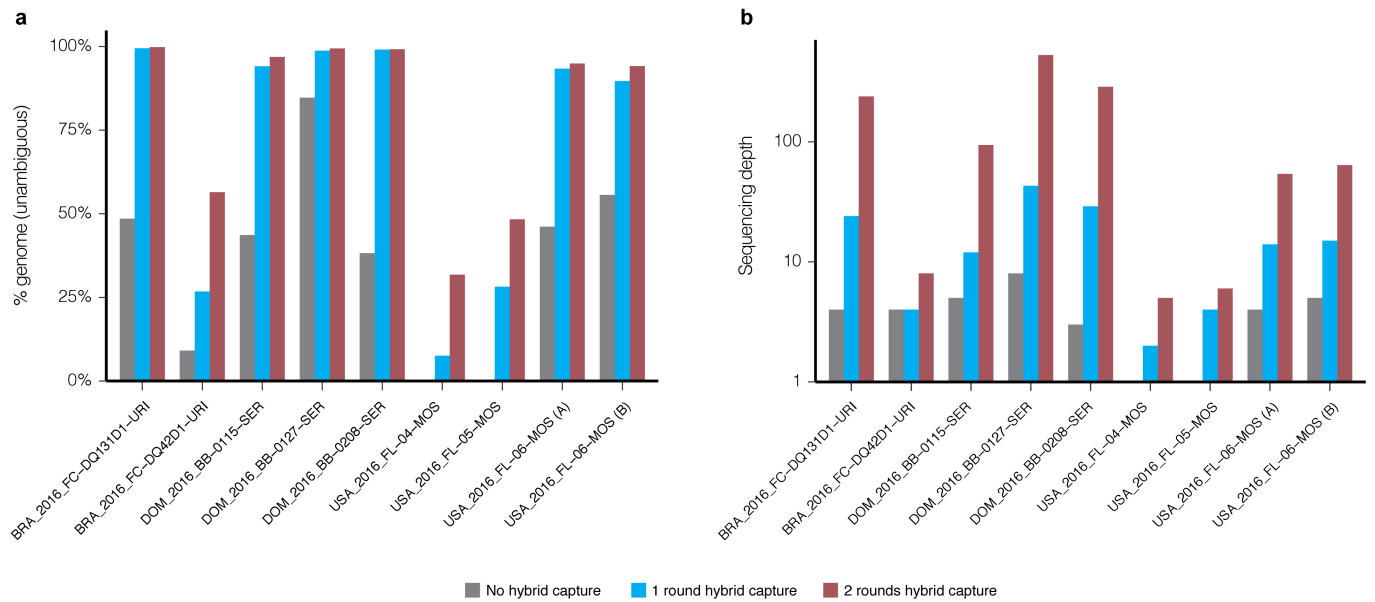 a
% genome (unambiguous)
100%
75%
50%
25%
0%
BRA_2016_FC–DQ131D1–URI
BRA_2016_FC–DQ42D1–URI
DOM_2016_BB–0115–SER
DOM_2016_BB–0127–SER
DOM_2016_BB–0208–SER
USA_2016_FL–04–MOS
USA_2016_FL–05–MOS
USA_2016_FL–06–MOS (A)
USA_2016_FL–06–MOS (B)
b
Sequencing depth
100
10
1
BRA_2016_FC–DQ131D1–URI
BRA_2016_FC–DQ42D1–URI
DOM_2016_BB–0115–SER
DOM_2016_BB–0127–SER
DOM_2016_BB–0208–SER
USA_2016_FL–04–MOS
USA_2016_FL–05–MOS
USA_2016_FL–06–MOS (A)
USA_2016_FL–06–MOS (B)
No hybrid capture
1 round hybrid capture
2 rounds hybrid capture